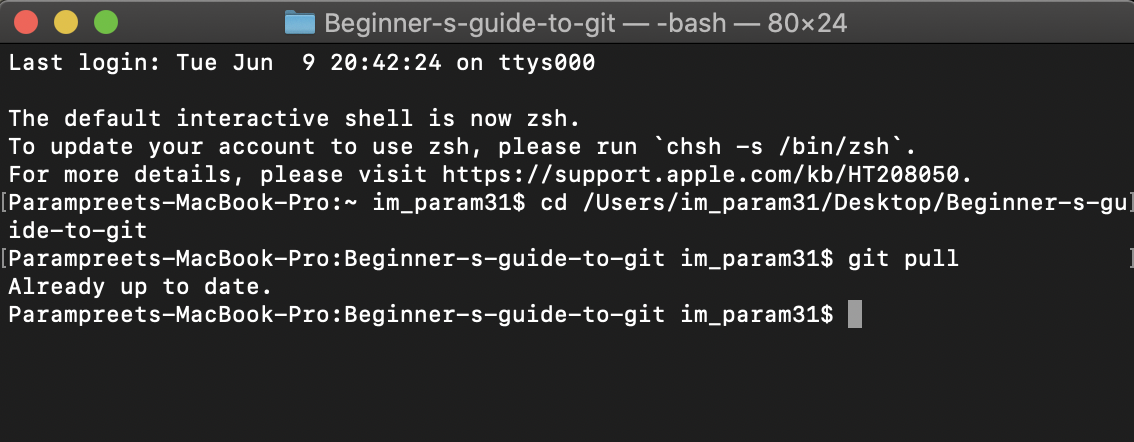 Beginner-s-guide-to-git — -bash — 80×24
Last login: Tue Jun  9 20:42:24 on ttys000
The default interactive shell is now zsh.
To update your account to use zsh, please run `chsh -s /bin/zsh`.
For more details, please visit https://support.apple.com/kb/HT208050.
[Parampreets-MacBook-Pro:~ im_param31$ cd /Users/im_param31/Desktop/Beginner-s-gu]
ide-to-git
[Parampreets-MacBook-Pro:Beginner-s-guide-to-git im_param31$ git pull ]
Already up to date.
Parampreets-MacBook-Pro:Beginner-s-guide-to-git im_param31$